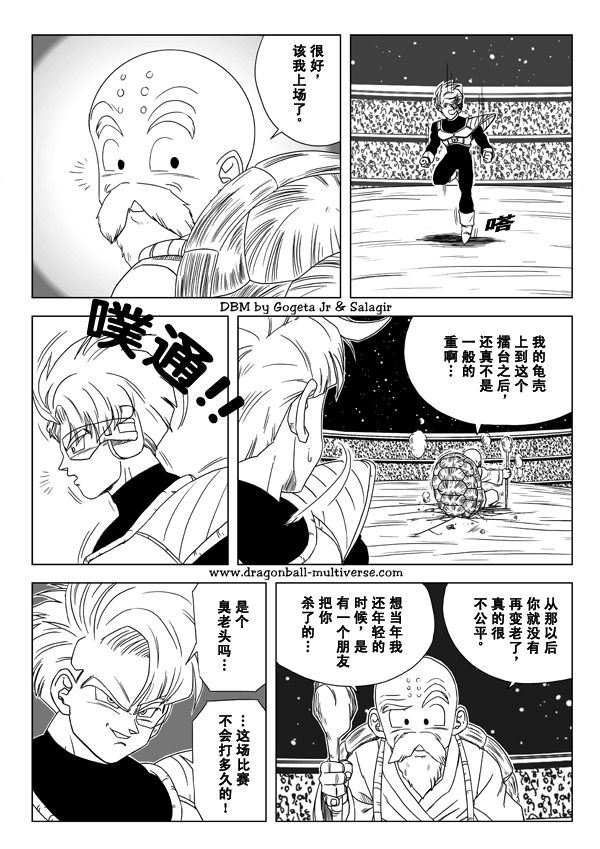 很好，
该我上场了。
嗒
DBM by Gogeta Jr & Salagir
噗通!!
我的龟壳
上到这个
擂台之后，
还真不是
一般的
重啊…
www.dragonball-multiverse.com
是个
臭老头吗…
…这场比赛
不会打多久的！
想当年我
还年轻的
时候，是
有一个朋友
把你
杀了的…
从那以后
你就没有
再变老了，
真的很
不公平。